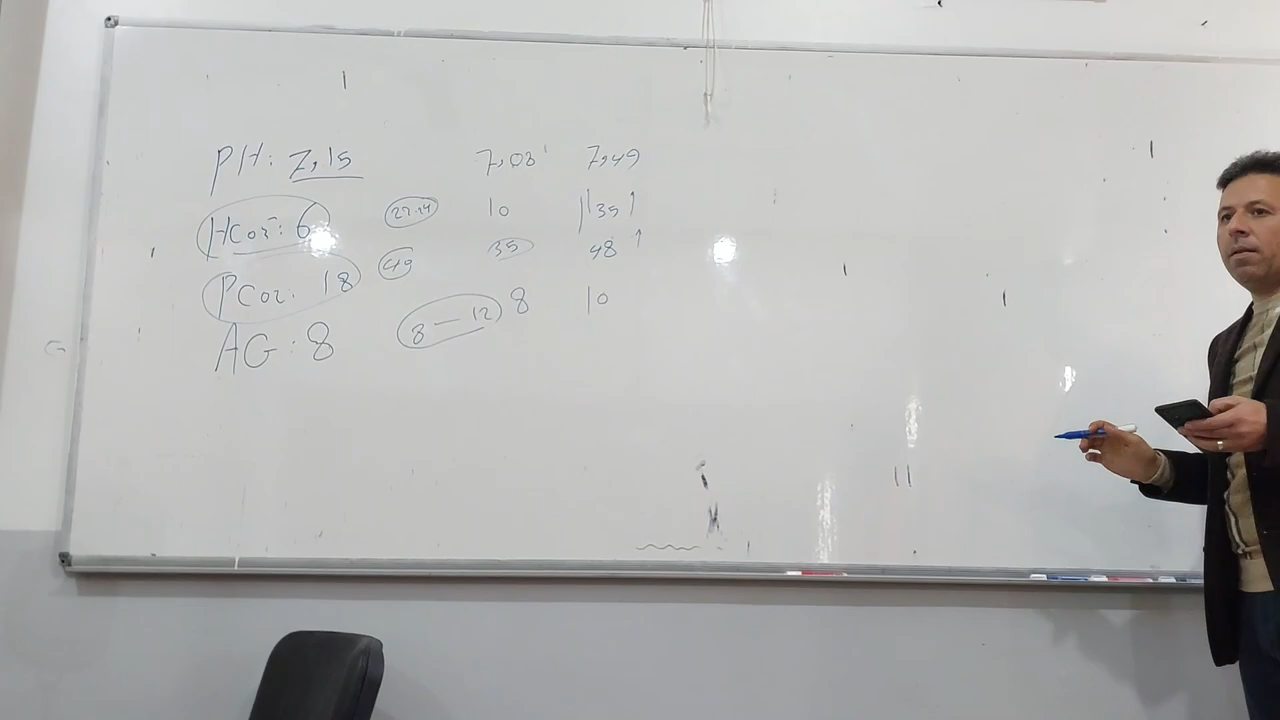 PH: 7,15 7,08 7,49
HCO3-: 6 22-24 10 35 ↑
PCO2: 18 49 35 48 ↑
AG: 8 8 — 12 8 10